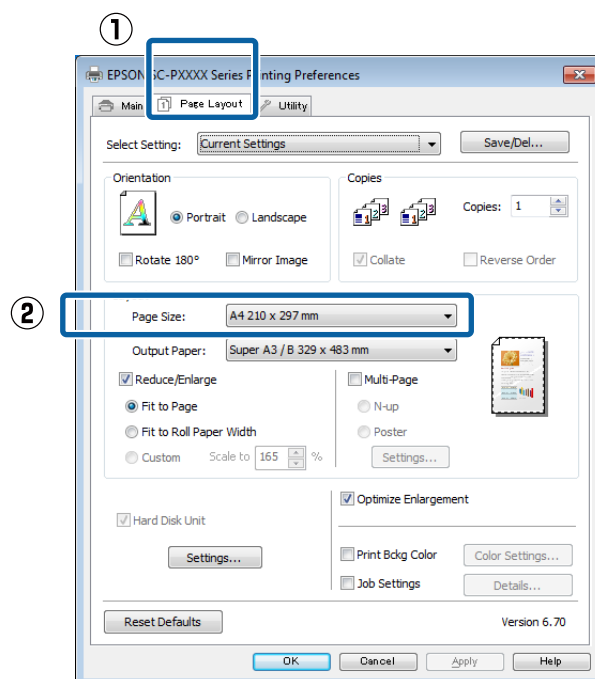 ①
EPSON SC-PXXXX Series Printing Preferences
Main Page Layout Utility
Select Setting: Current Settings Save/Del...
Orientation Copies
Portrait Landscape Copies: 1
Rotate 180° Mirror Image Collate Reverse Order
②
Page Size: A4 210 x 297 mm
Output Paper: Super A3 / B 329 x 483 mm
Reduce/Enlarge Multi-Page
Fit to Page N-up
Fit to Roll Paper Width Poster
Custom Scale to 165 % Settings...
Optimize Enlargement
Hard Disk Unit
Settings... Print Bckg Color Color Settings...
Job Settings Details...
Reset Defaults Version 6.70
OK Cancel Apply Help